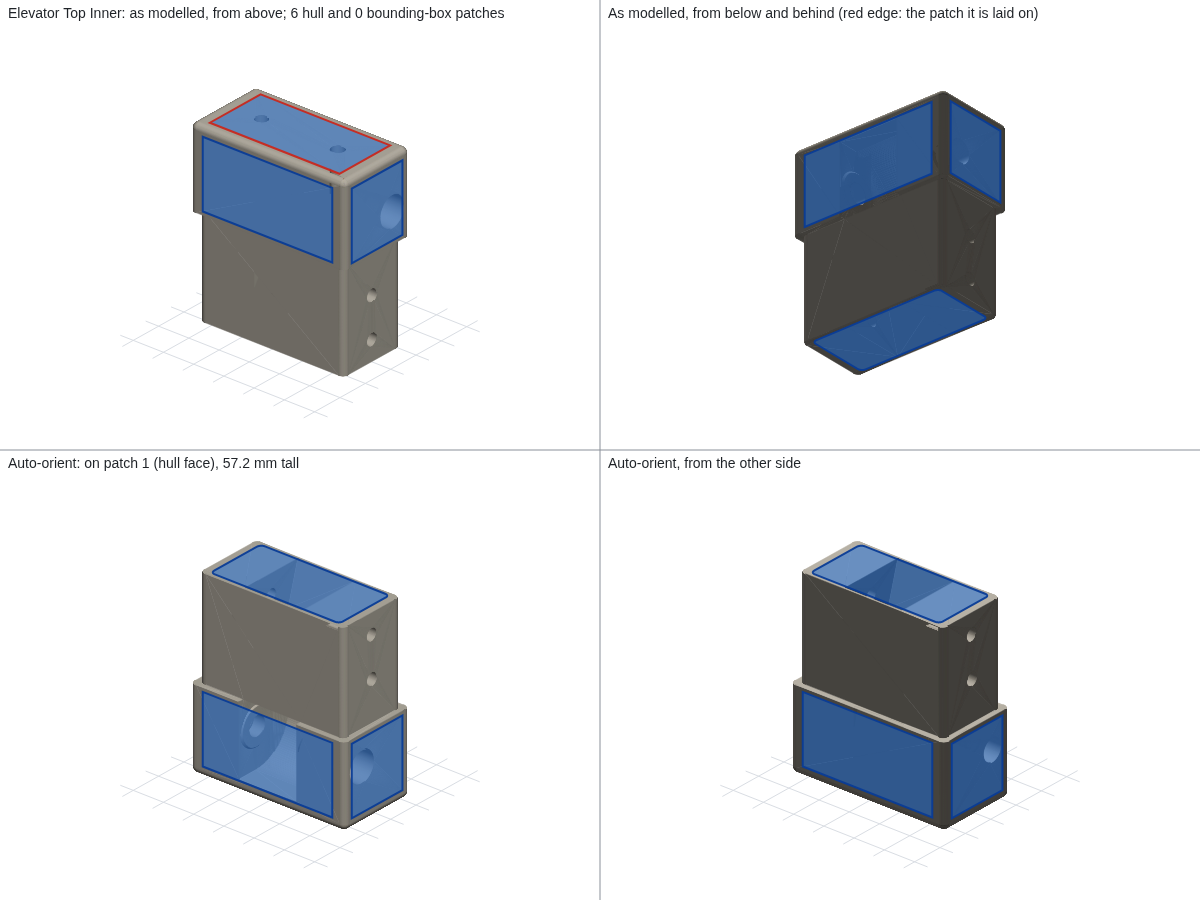 Elevator Top Inner: as modelled, from above; 6 hull and 0 bounding-box patches
As modelled, from below and behind (red edge: the patch it is laid on)
Auto-orient: on patch 1 (hull face), 57.2 mm tall
Auto-orient, from the other side